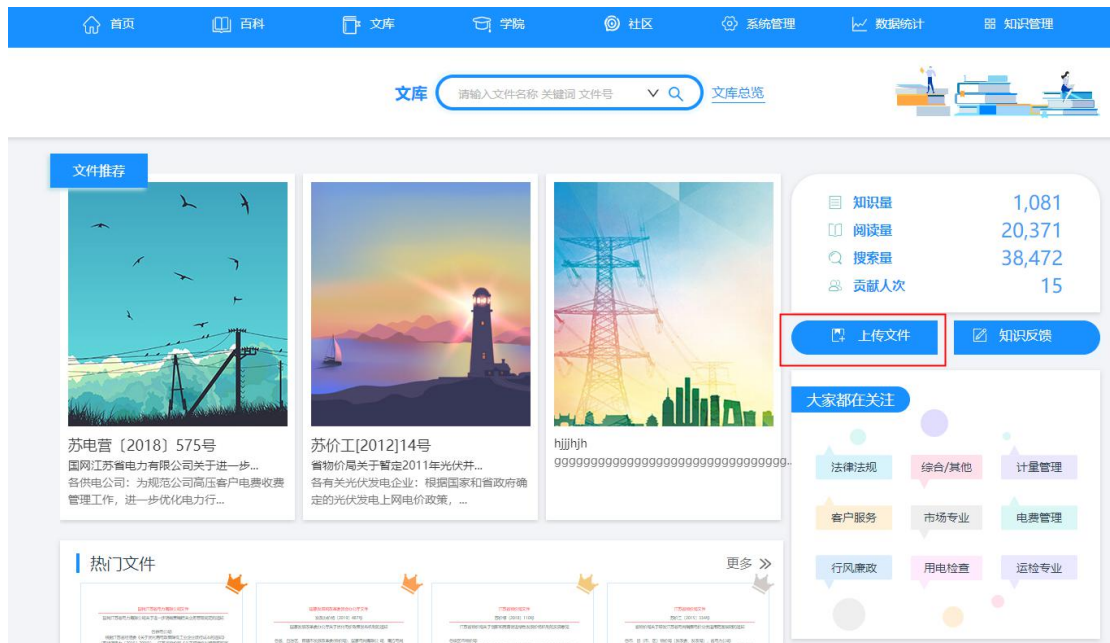 首页
百科
文库
学院
社区
系统管理
数据统计
知识管理
文库
请输入文件名称 关键词 文件号
文库总览
文件推荐
苏电营〔2018〕575号
国网江苏省电力有限公司关于进一步...
各供电公司：为规范公司高压客户电费收费
管理工作，进一步优化电力行...
苏价工[2012]14号
省物价局关于暂定2011年光伏并...
各有关光伏发电企业：根据国家和省政府确
定的光伏发电上网电价政策，...
hjjjhjh
知识量 1,081
阅读量 20,371
搜索量 38,472
贡献人次 15
上传文件
知识反馈
大家都在关注
法律法规
综合/其他
计量管理
客户服务
市场专业
电费管理
行风廉政
用电检查
运检专业
热门文件
更多